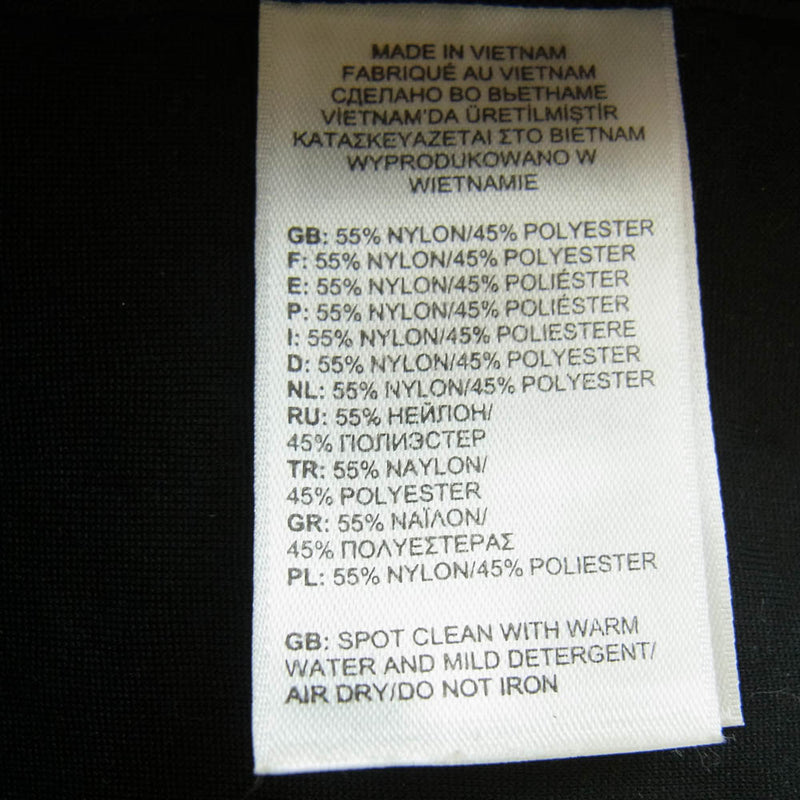 MADE IN VIETNAM
FABRIQUÉ AU VIETNAM
СДЕЛАНО ВО ВЬЕТНАМЕ
VİETNAM'DA ÜRETİLMİŞTİR
ΚΑΤΑΣΚΕΥΑΖΕΤΑΙ ΣΤΟ ΒΙΕΤΝΑΜ
WYPRODUKOWANO W
WIETNAMIE
GB: 55% NYLON/45% POLYESTER
F: 55% NYLON/45% POLYESTER
E: 55% NYLON/45% POLIÉSTER
P: 55% NYLON/45% POLIÉSTER
I: 55% NYLON/45% POLIESTERE
D: 55% NYLON/45% POLYESTER
NL: 55% NYLON/45% POLYESTER
RU: 55% НЕЙЛОН/
45% ПОЛИЭСТЕР
TR: 55% NAYLON/
45% POLYESTER
GR: 55% ΝΑΪΛΟΝ/
45% ΠΟΛΥΕΣΤΕΡΑΣ
PL: 55% NYLON/45% POLIESTER
GB: SPOT CLEAN WITH WARM
WATER AND MILD DETERGENT/
AIR DRY/DO NOT IRON